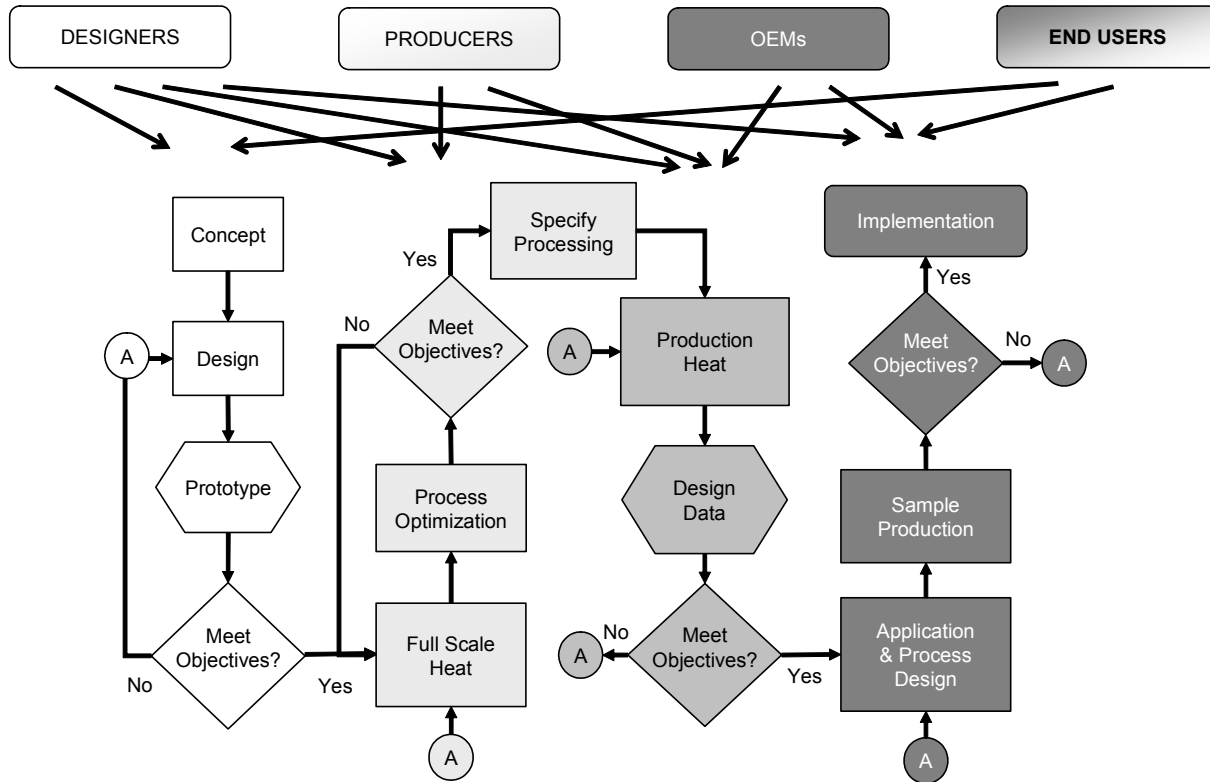 DESIGNERS
PRODUCERS
OEMs
END USERS
Concept
A
Design
Prototype
Meet
Objectives?
No
Yes
Full Scale
Heat
A
Process
Optimization
Meet
Objectives?
No
Yes
Specify
Processing
A
Production
Heat
Design
Data
Meet
Objectives?
No
A
Yes
Application
& Process
Design
A
Sample
Production
Meet
Objectives?
No
A
Yes
Implementation